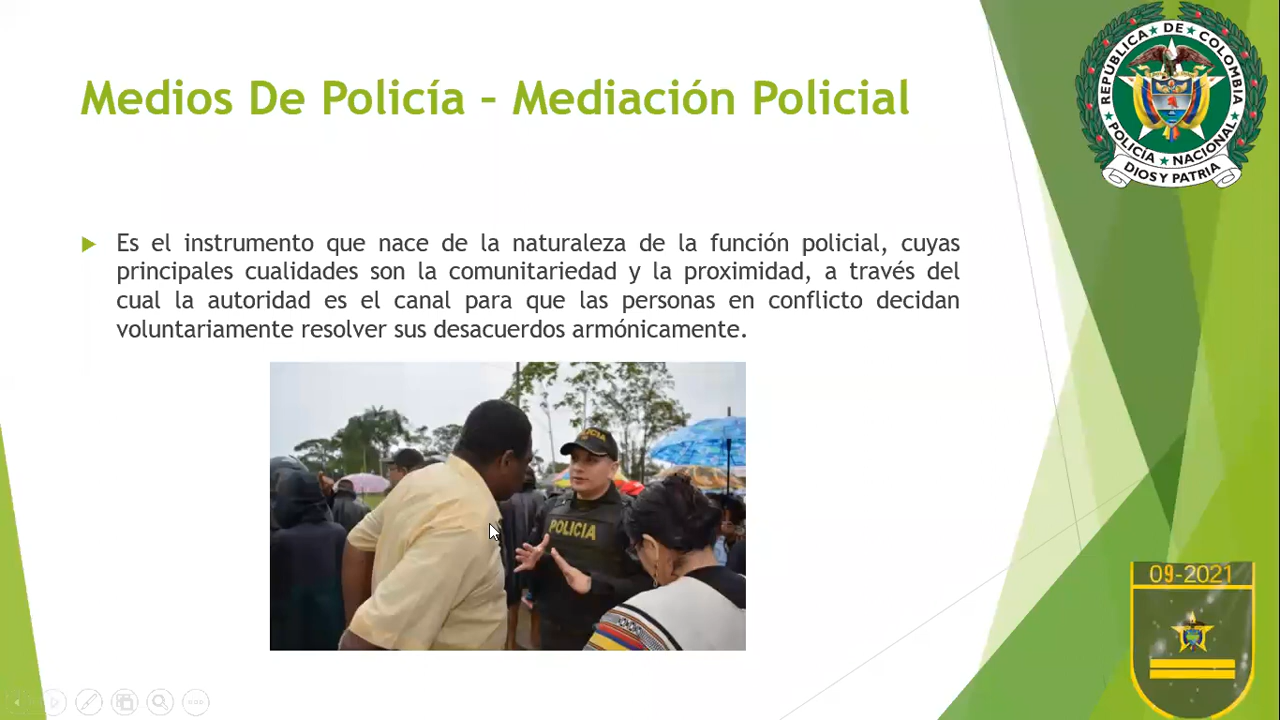 Medios De Policía – Mediación Policial
REPÚBLICA DE COLOMBIA
POLICÍA NACIONAL
DIOS Y PATRIA
Es el instrumento que nace de la naturaleza de la función policial, cuyas
principales cualidades son la comunitariedad y la proximidad, a través del
cual la autoridad es el canal para que las personas en conflicto decidan
voluntariamente resolver sus desacuerdos armónicamente.
POLICIA
09-2021